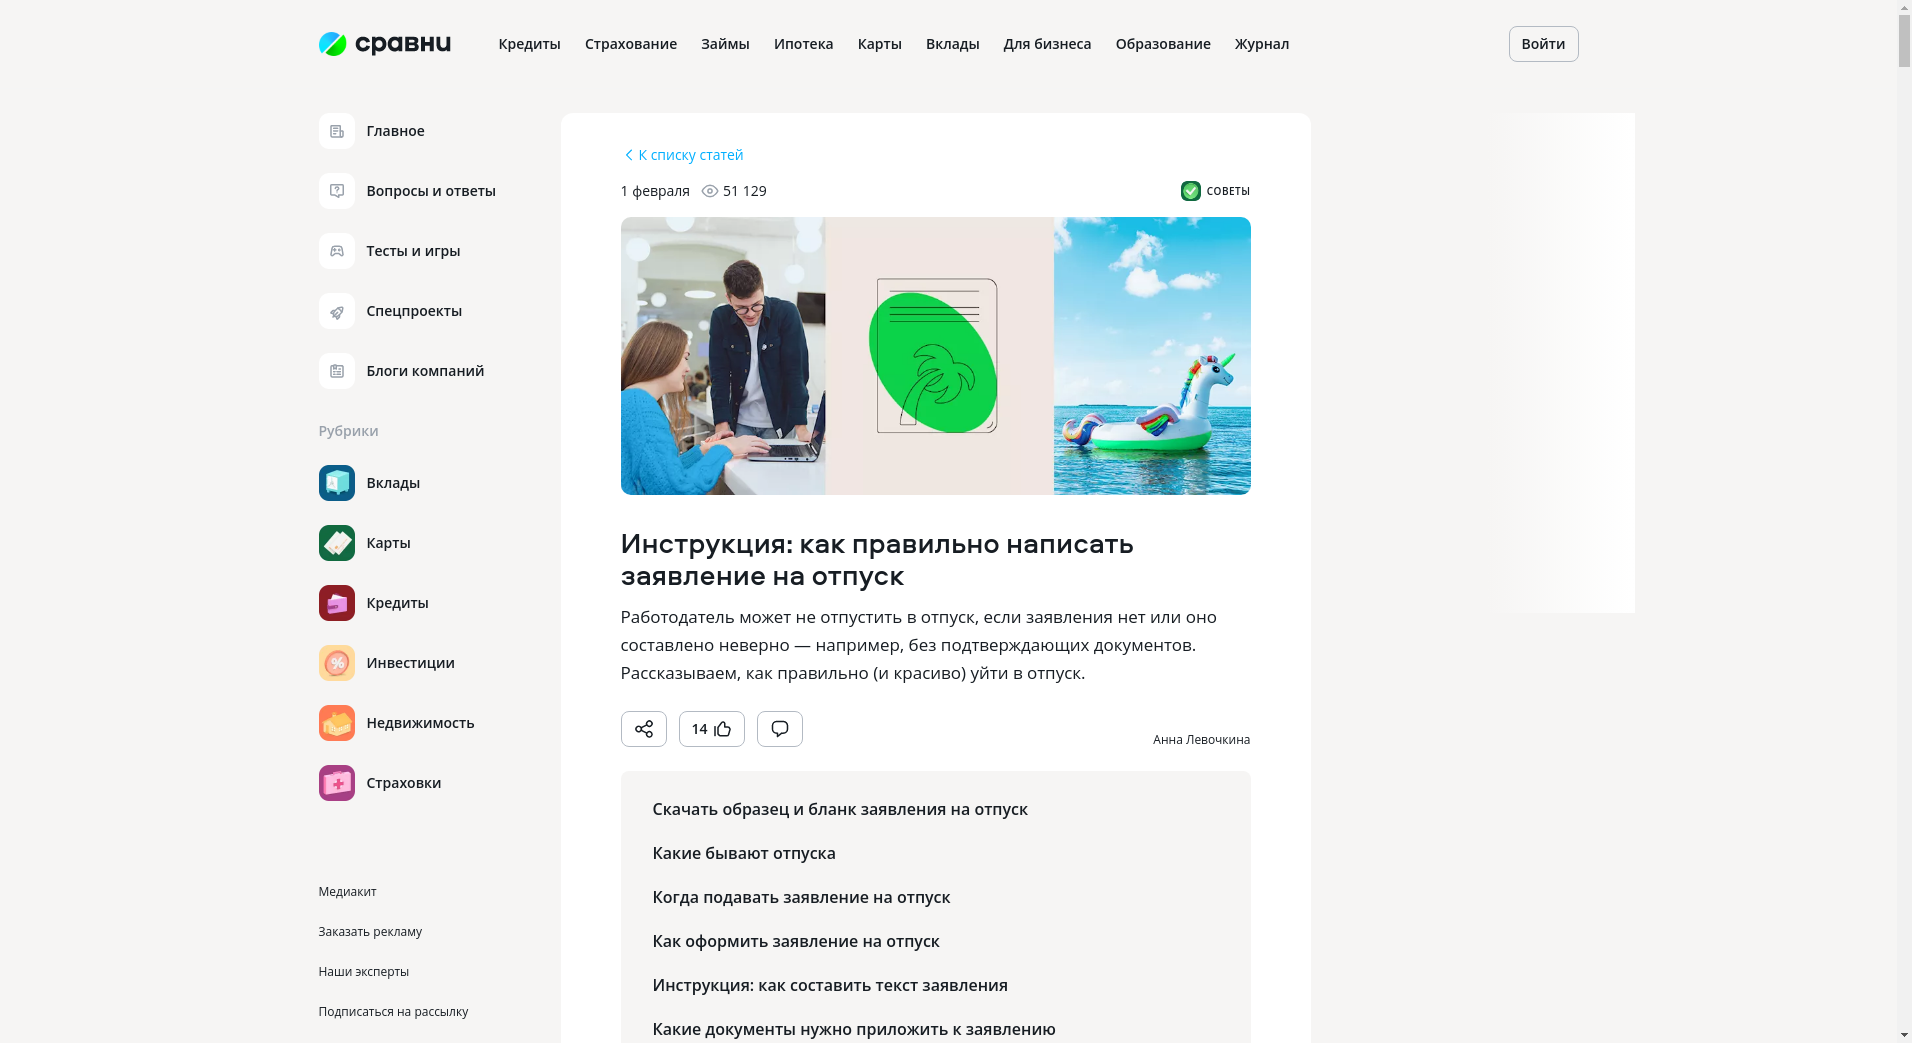 сравни
Кредиты Страхование Займы Ипотека Карты Вклады Для бизнеса Образование Журнал
Войти
Главное
Вопросы и ответы
Тесты и игры
Спецпроекты
Блоги компаний
Рубрики
Вклады
Карты
Кредиты
Инвестиции
Недвижимость
Страховки
Медиакит
Заказать рекламу
Наши эксперты
Подписаться на рассылку
К списку статей
1 февраля 51 129
СОВЕТЫ
Инструкция: как правильно написать
заявление на отпуск
Работодатель может не отпустить в отпуск, если заявления нет или оно
составлено неверно — например, без подтверждающих документов.
Рассказываем, как правильно (и красиво) уйти в отпуск.
14
Анна Левочкина
Скачать образец и бланк заявления на отпуск
Какие бывают отпуска
Когда подавать заявление на отпуск
Как оформить заявление на отпуск
Инструкция: как составить текст заявления
Какие документы нужно приложить к заявлению